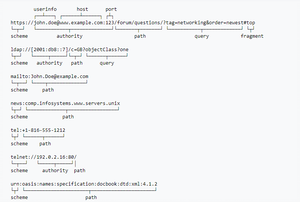 userinfo host port
https://john.doe@www.example.com:123/forum/questions/?tag=networking&order=newest#top
scheme authority path query fragment
ldap://[2001:db8::7]/c=GB?objectClass?one
scheme authority path query
mailto:John.Doe@example.com
scheme path
news:comp.infosystems.www.servers.unix
scheme path
tel:+1-816-555-1212
scheme path
telnet://192.0.2.16:80/
scheme authority path
urn:oasis:names:specification:docbook:dtd:xml:4.1.2
scheme path